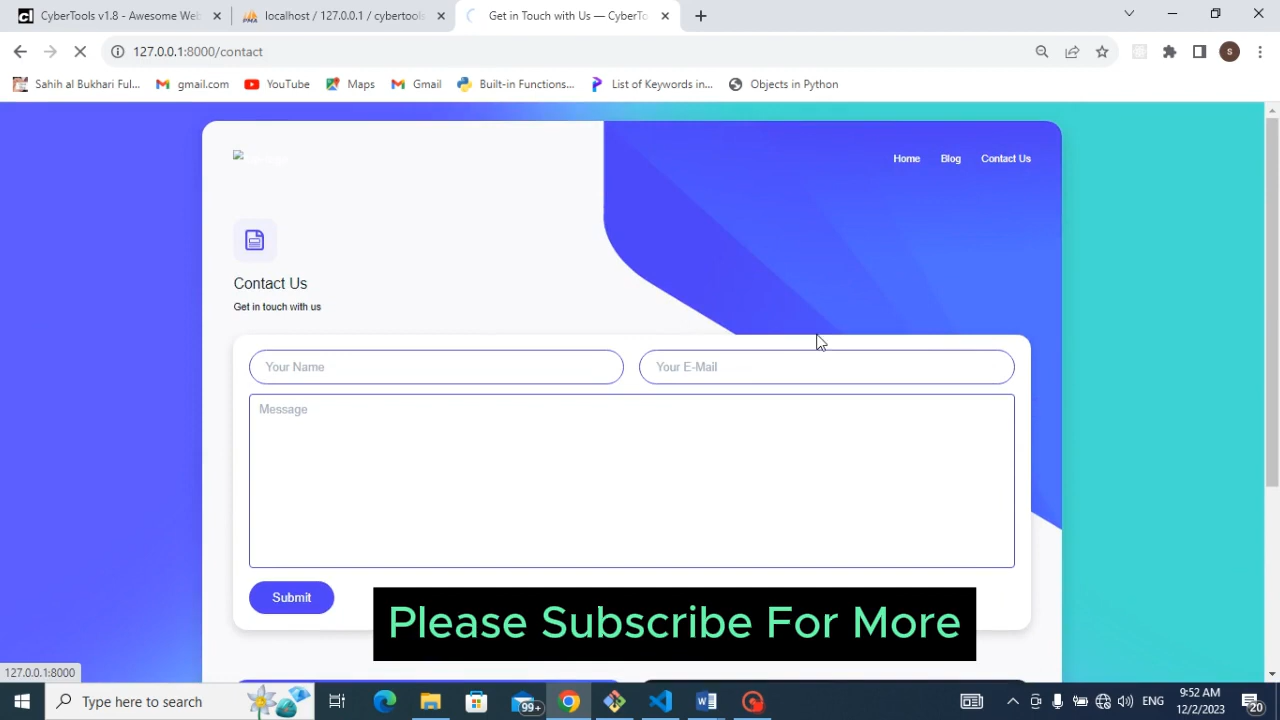 CyberTools v1.8 - Awesome Web
localhost / 127.0.0.1 / cybertools
Get in Touch with Us — CyberTo
127.0.0.1:8000/contact
S
Sahih al Bukhari Ful...
gmail.com
YouTube
Maps
Gmail
Built-in Functions...
List of Keywords in...
Objects in Python
Home
Blog
Contact Us
Contact Us
Get in touch with us
Your Name
Your E-Mail
Message
Submit
Please Subscribe For More
127.0.0.1:8000
Type here to search
99+
ENG
9:52 AM
12/2/2023
20